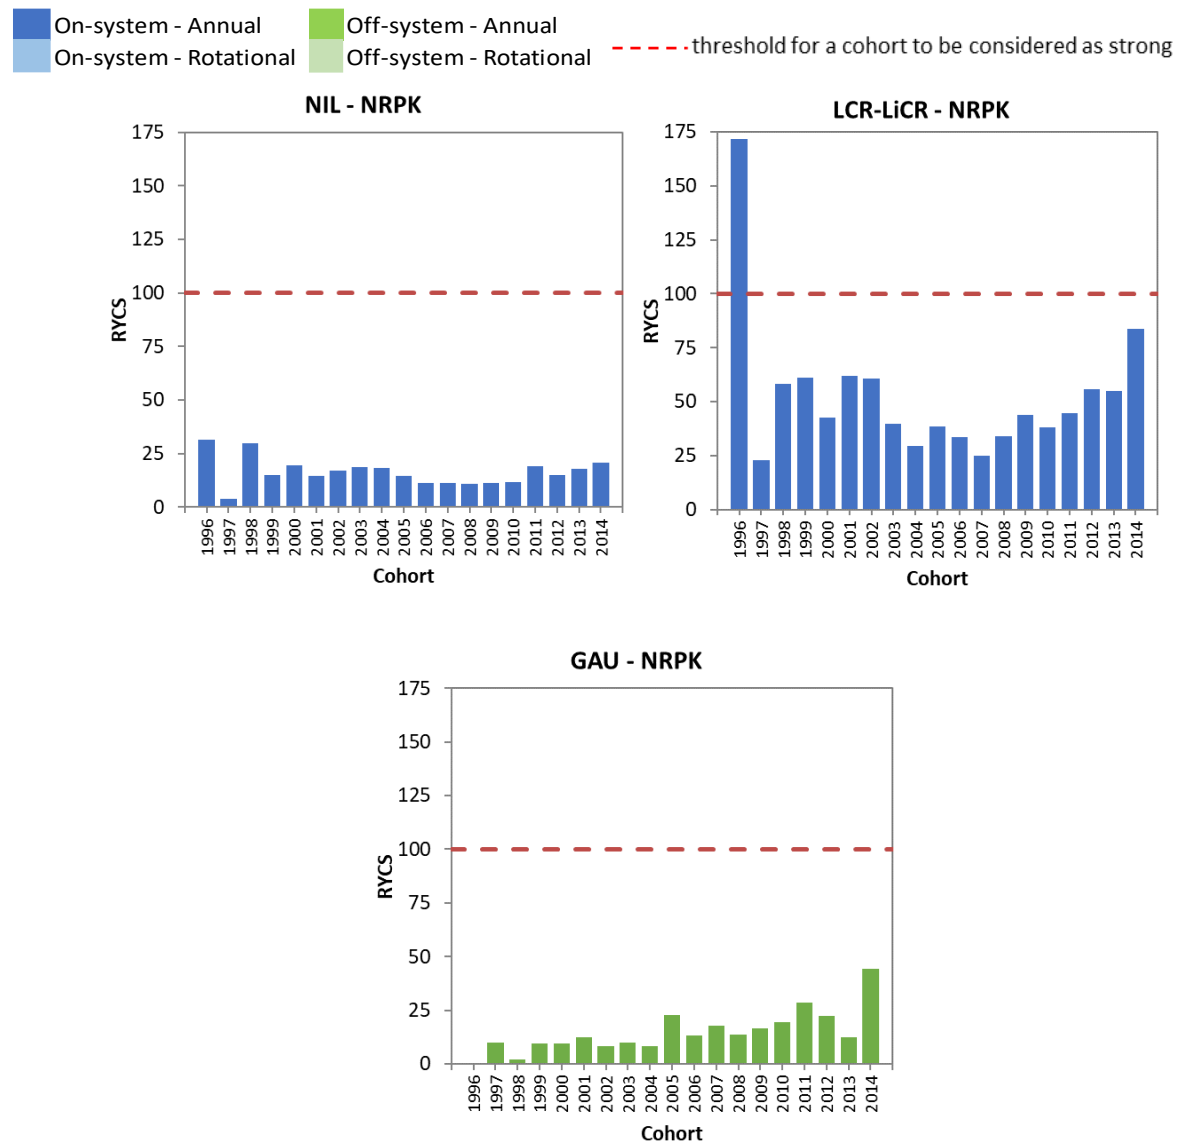 On-system - Annual
Off-system - Annual
On-system - Rotational
Off-system - Rotational
threshold for a cohort to be considered as strong
NIL - NRPK
175
150
125
100
75
50
25
0
RYCS
1996 1997 1998 1999 2000 2001 2002 2003 2004 2005 2006 2007 2008 2009 2010 2011 2012 2013 2014
Cohort
LCR-LiCR - NRPK
175
150
125
100
75
50
25
0
RYCS
1996 1997 1998 1999 2000 2001 2002 2003 2004 2005 2006 2007 2008 2009 2010 2011 2012 2013 2014
Cohort
GAU - NRPK
175
150
125
100
75
50
25
0
RYCS
1996 1997 1998 1999 2000 2001 2002 2003 2004 2005 2006 2007 2008 2009 2010 2011 2012 2013 2014
Cohort